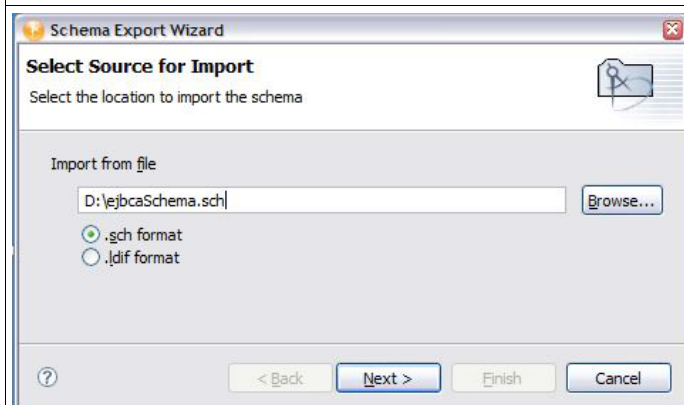 Schema Export Wizard
Select Source for Import
Select the location to import the schema
Import from file
D:\ejbcaSchema.sch Browse...
.sch format
.ldif format
? < Back Next > Finish Cancel